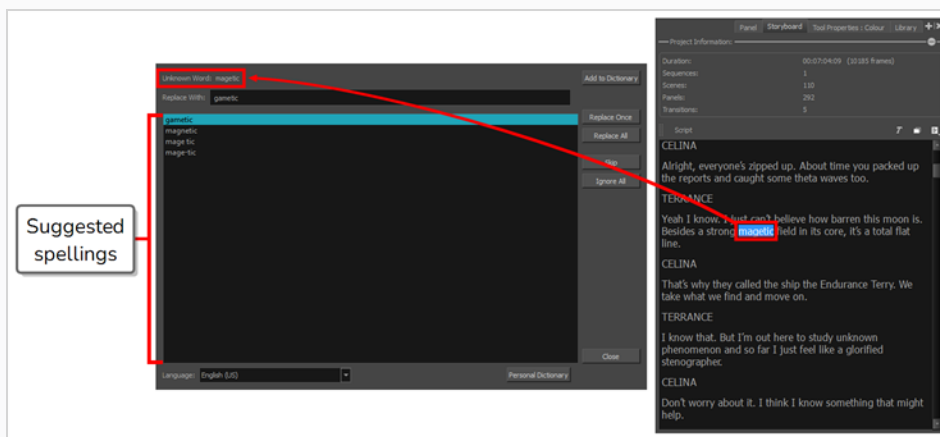 Panel Storyboard Tool Properties : Colour Library
Project Information:
Duration: 00:07:04:09 (10185 frames)
Sequences: 1
Scenes: 110
Panels: 292
Transitions: 5
Script
CELINA
Alright, everyone's zipped up. About time you packed up
the reports and caught some theta waves too.
TERRANCE
Yeah I know. I just can't believe how barren this moon is.
Besides a strong magetic field in its core, it's a total flat
line.
CELINA
That's why they called the ship the Endurance Terry. We
take what we find and move on.
TERRANCE
I know that. But I'm out here to study unknown
phenomenon and so far I just feel like a glorified
stenographer.
CELINA
Don't worry about it. I think I know something that might
help.
Unknown Word: magetic
Add to Dictionary
Replace With: gametic
gametic
magnetic
mage tic
mage-tic
Replace Once
Replace All
Skip
Ignore All
Close
Language: English (US)
Personal Dictionary
Suggested
spellings